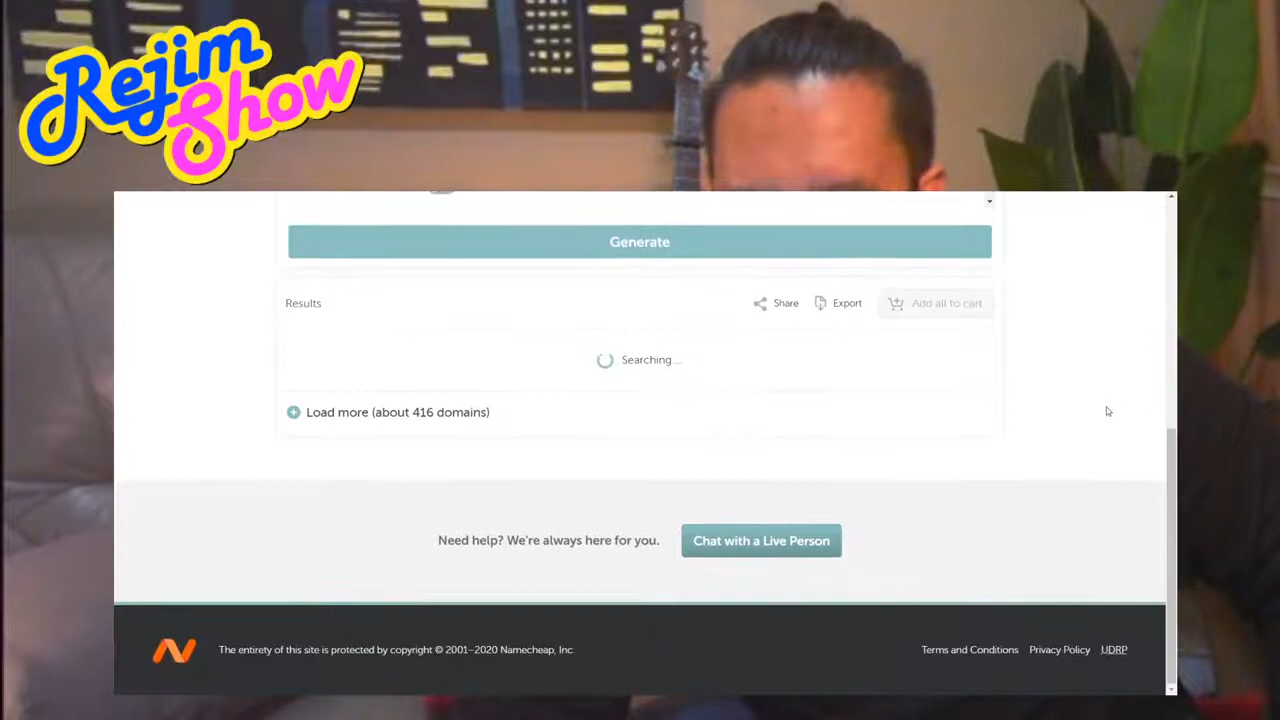 Rejim
Show
Generate
Results
Share
Export
Add all to cart
Searching...
Load more (about 416 domains)
Need help? We're always here for you.
Chat with a Live Person
The entirety of this site is protected by copyright © 2001–2020 Namecheap, Inc.
Terms and Conditions
Privacy Policy
UDRP